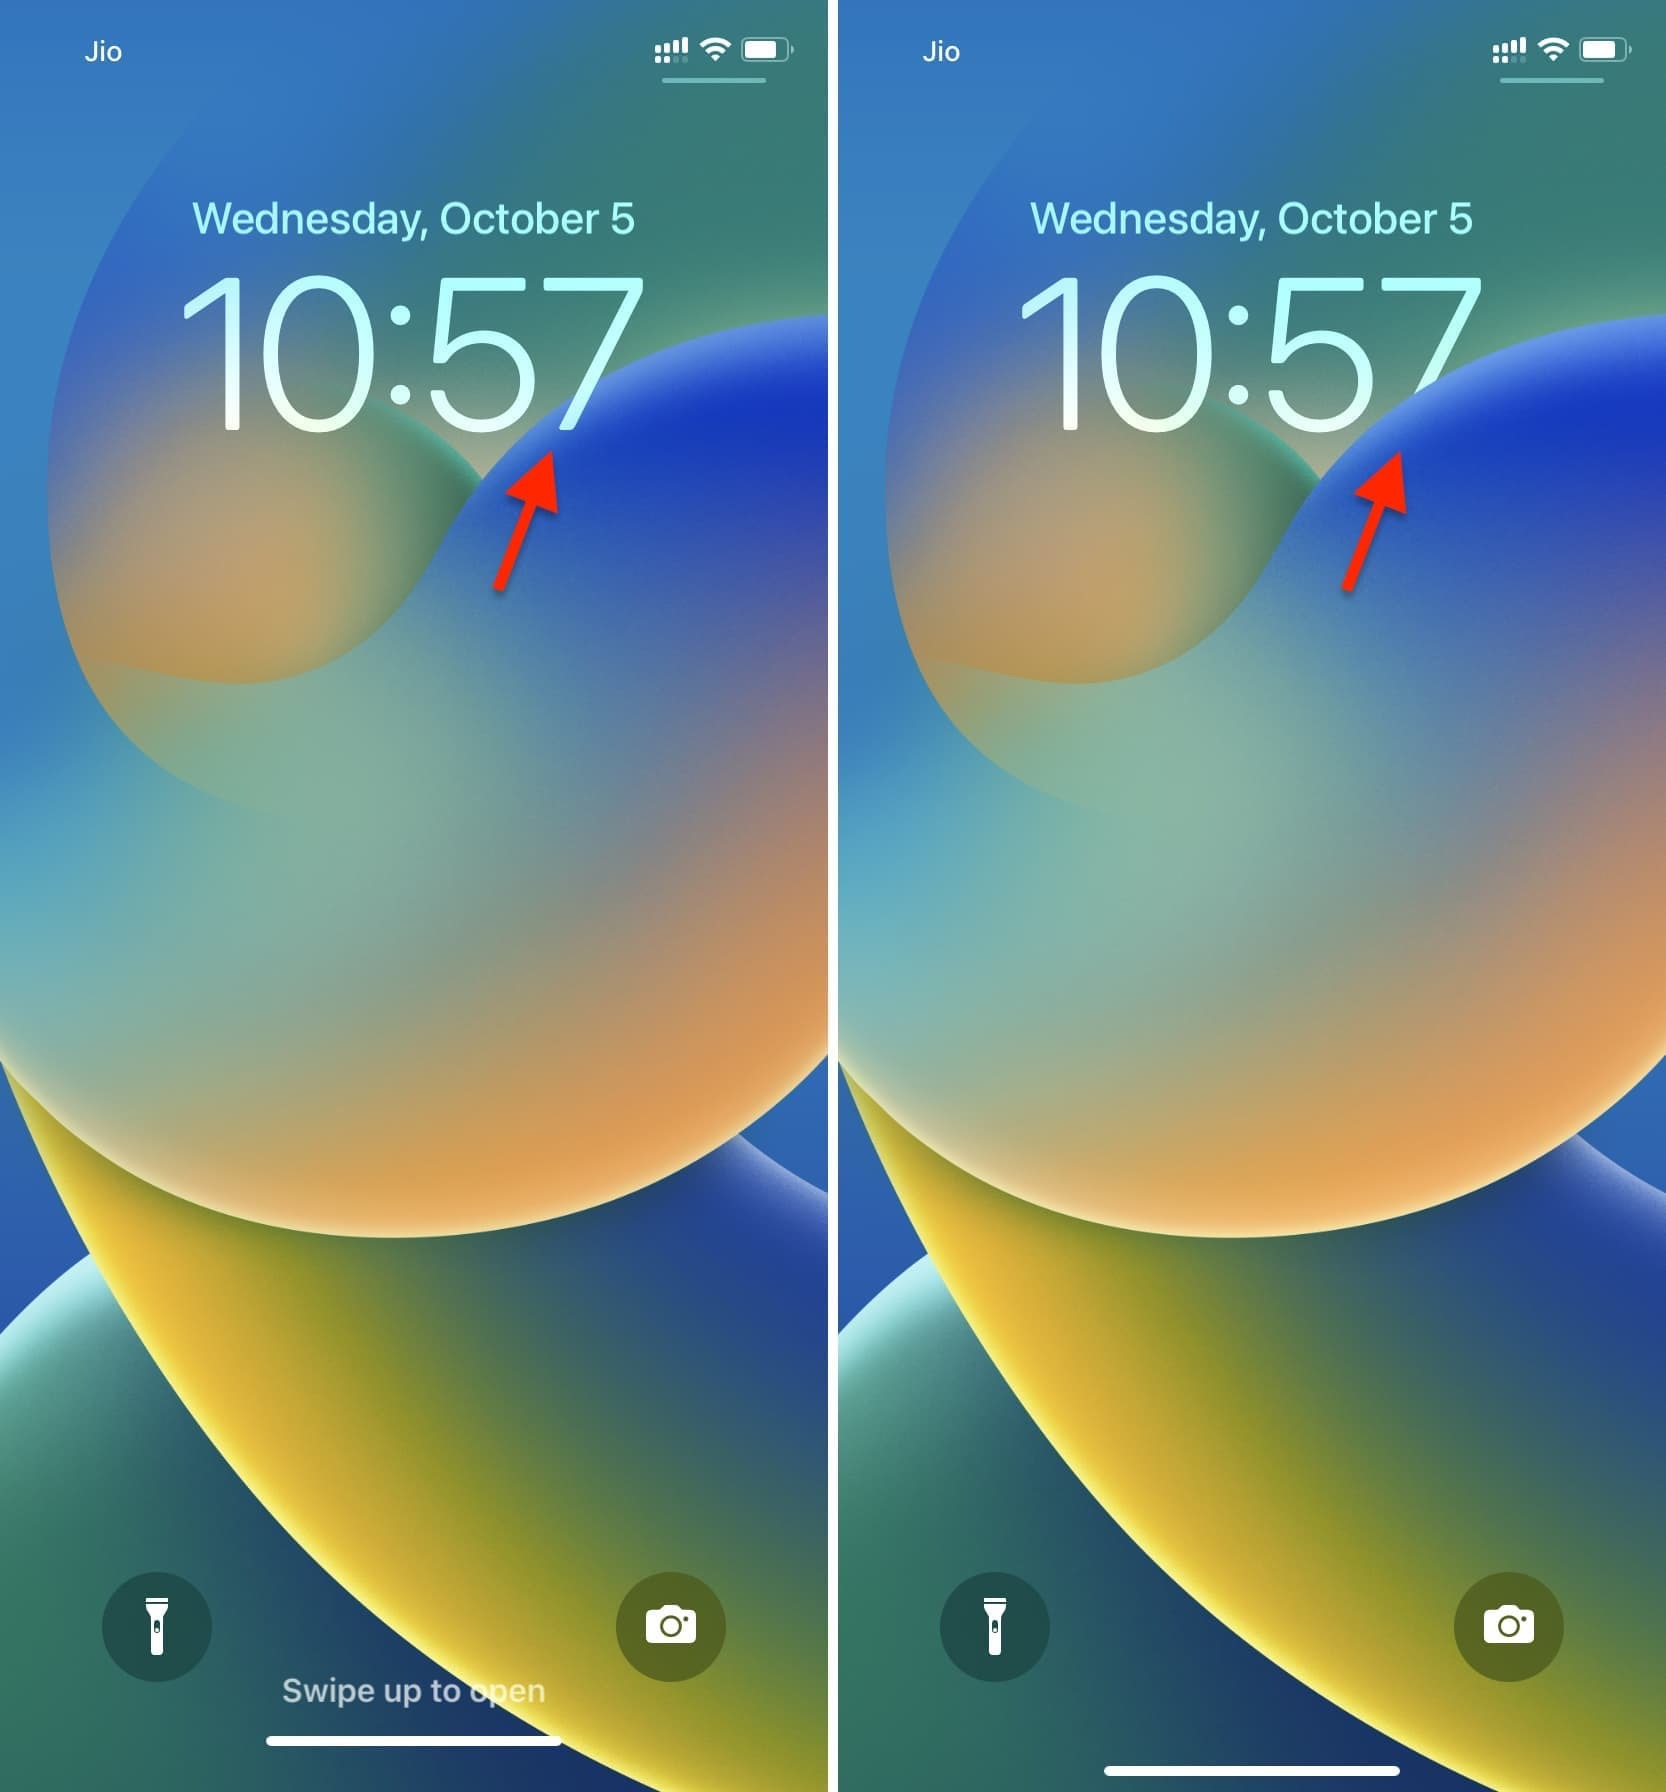 Jio
Wednesday, October 5
10:57
Swipe up to open
Jio
Wednesday, October 5
10:57